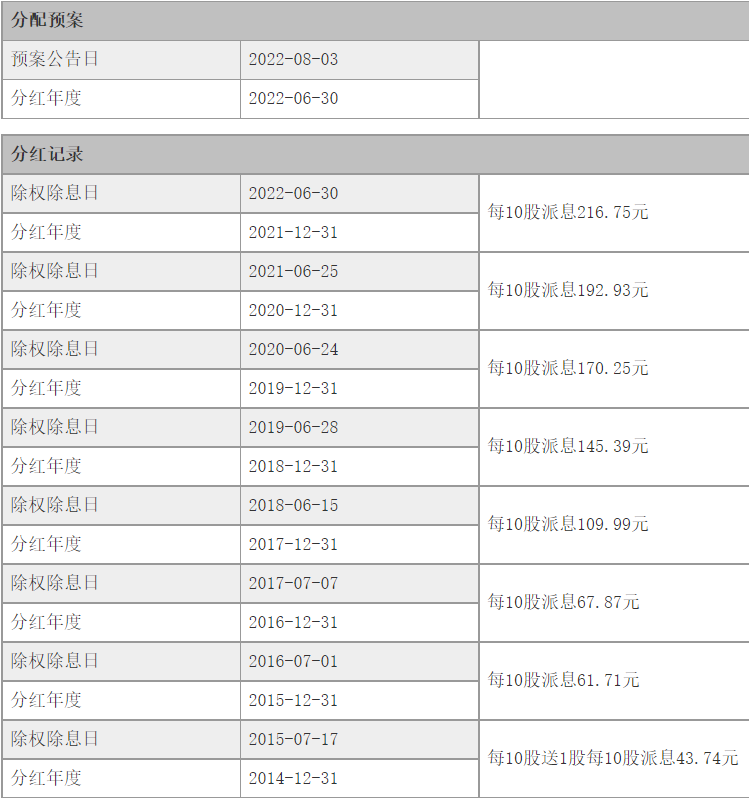 分配预案
预案公告日 2022-08-03
分红年度 2022-06-30
分红记录
除权除息日 2022-06-30
每10股派息216.75元
分红年度 2021-12-31
除权除息日 2021-06-25
每10股派息192.93元
分红年度 2020-12-31
除权除息日 2020-06-24
每10股派息170.25元
分红年度 2019-12-31
除权除息日 2019-06-28
每10股派息145.39元
分红年度 2018-12-31
除权除息日 2018-06-15
每10股派息109.99元
分红年度 2017-12-31
除权除息日 2017-07-07
每10股派息67.87元
分红年度 2016-12-31
除权除息日 2016-07-01
每10股派息61.71元
分红年度 2015-12-31
除权除息日 2015-07-17
每10股送1股每10股派息43.74元
分红年度 2014-12-31